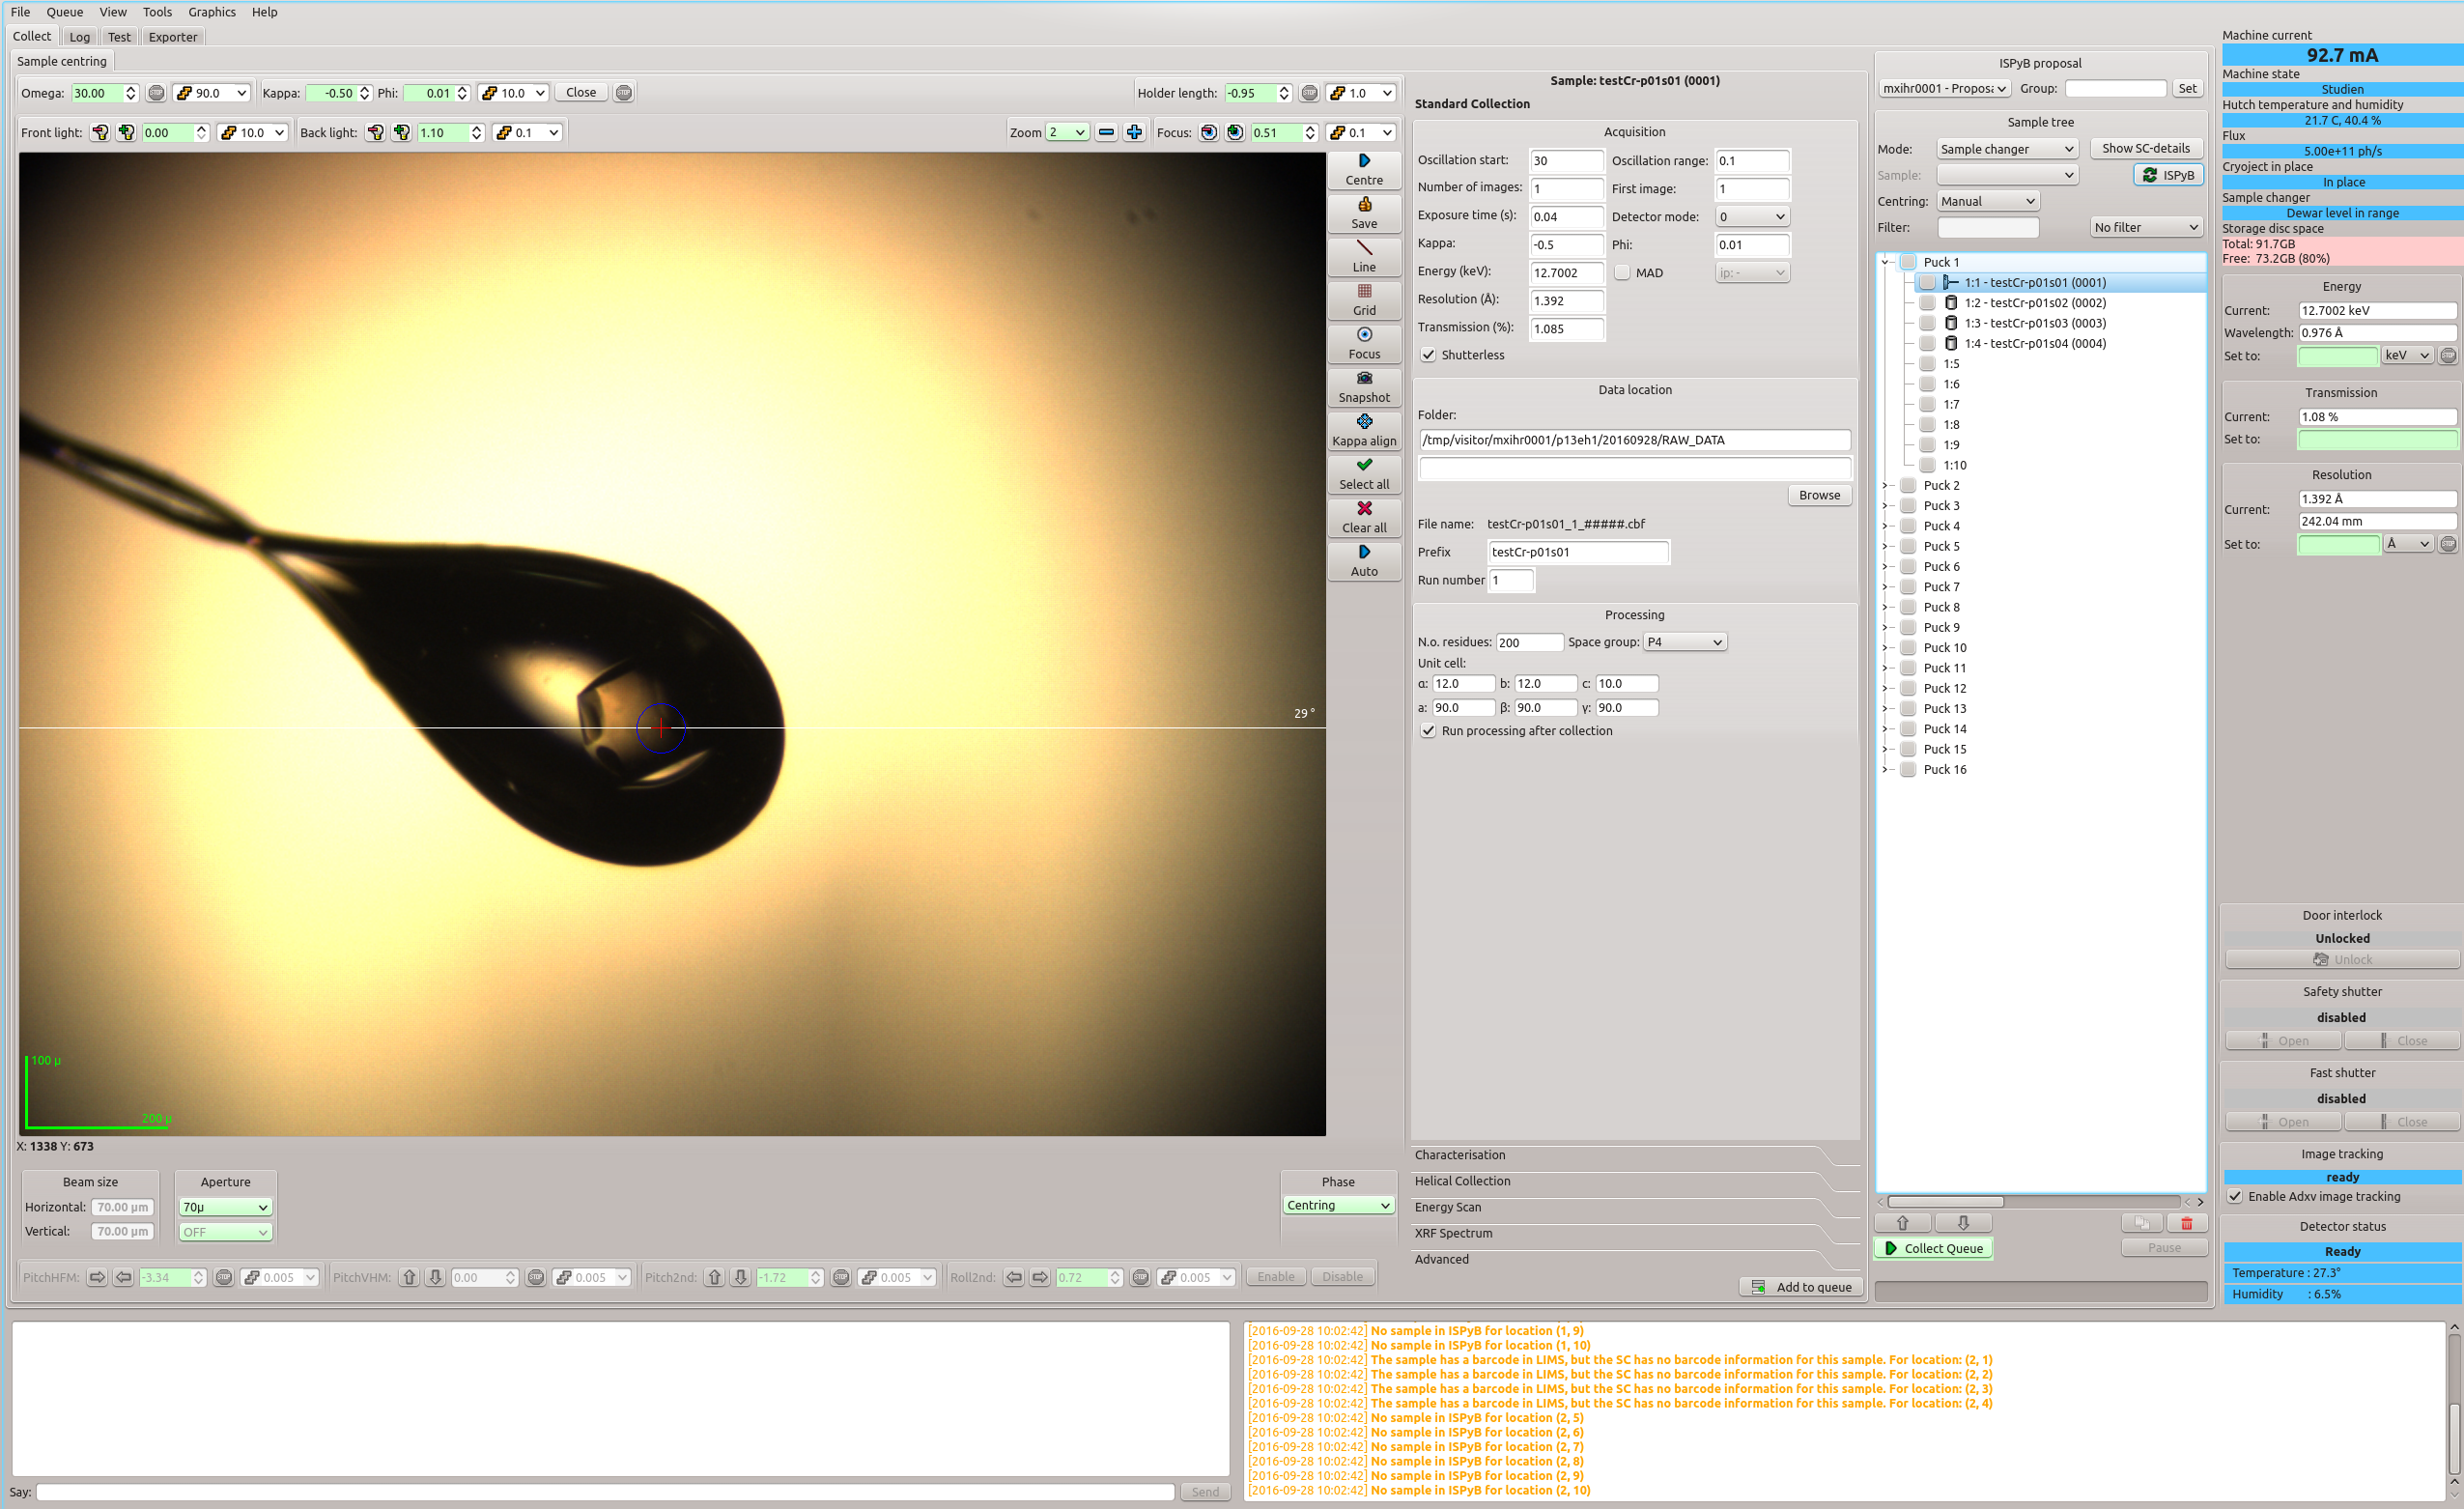 File Queue View Tools Graphics Help
Collect Log Test Exporter
Sample centring
Omega: 30.00 90.0 Kappa: -0.50 Phi: 0.01 10.0 Close Holder length: -0.95 1.0
Front light: 0.00 10.0 Back light: 1.10 0.1 Zoom 2 Focus: 0.51 0.1
29 °
100 µ
200 µ
X: 1338 Y: 673
Centre
Save
Line
Grid
Focus
Snapshot
Kappa align
Select all
Clear all
Auto
Beam size
Horizontal: 70.00 µm
Vertical: 70.00 µm
Aperture
70µ
OFF
Phase
Centring
PitchHFM: -3.34 0.005 PitchVHM: 0.00 0.005 Pitch2nd: -1.72 0.005 Roll2nd: 0.72 0.005 Enable Disable
Sample: testCr-p01s01 (0001)
Standard Collection
Acquisition
Oscillation start: 30 Oscillation range: 0.1
Number of images: 1 First image: 1
Exposure time (s): 0.04 Detector mode: 0
Kappa: -0.5 Phi: 0.01
Energy (keV): 12.7002 MAD ip: -
Resolution (Å): 1.392
Transmission (%): 1.085
Shutterless
Data location
Folder:
/tmp/visitor/mxihr0001/p13eh1/20160928/RAW_DATA
Browse
File name: testCr-p01s01_1_#####.cbf
Prefix testCr-p01s01
Run number 1
Processing
N.o. residues: 200 Space group: P4
Unit cell:
α: 12.0 b: 12.0 c: 10.0
a: 90.0 β: 90.0 γ: 90.0
Run processing after collection
Characterisation
Helical Collection
Energy Scan
XRF Spectrum
Advanced
Add to queue
ISPyB proposal
mxihr0001 - Propos Group: Set
Sample tree
Mode: Sample changer Show SC-details
Sample: ISPyB
Centring: Manual
Filter: No filter
Puck 1
1:1 - testCr-p01s01 (0001)
1:2 - testCr-p01s02 (0002)
1:3 - testCr-p01s03 (0003)
1:4 - testCr-p01s04 (0004)
1:5
1:6
1:7
1:8
1:9
1:10
Puck 2
Puck 3
Puck 4
Puck 5
Puck 6
Puck 7
Puck 8
Puck 9
Puck 10
Puck 11
Puck 12
Puck 13
Puck 14
Puck 15
Puck 16
Collect Queue Pause
Machine current
92.7 mA
Machine state
Studien
Hutch temperature and humidity
21.7 C, 40.4 %
Flux
5.00e+11 ph/s
Cryoject in place
In place
Sample changer
Dewar level in range
Storage disc space
Total: 91.7GB
Free: 73.2GB (80%)
Energy
Current: 12.7002 keV
Wavelength: 0.976 Å
Set to: keV
Transmission
Current: 1.08 %
Set to:
Resolution
1.392 Å
Current:
242.04 mm
Set to: Å
Door interlock
Unlocked
Unlock
Safety shutter
disabled
Open Close
Fast shutter
disabled
Open Close
Image tracking
ready
Enable Adxv image tracking
Detector status
Ready
Temperature : 27.3°
Humidity : 6.5%
[2016-09-28 10:02:42] No sample in ISPyB for location (1, 9)
[2016-09-28 10:02:42] No sample in ISPyB for location (1, 10)
[2016-09-28 10:02:42] The sample has a barcode in LIMS, but the SC has no barcode information for this sample. For location: (2, 1)
[2016-09-28 10:02:42] The sample has a barcode in LIMS, but the SC has no barcode information for this sample. For location: (2, 2)
[2016-09-28 10:02:42] The sample has a barcode in LIMS, but the SC has no barcode information for this sample. For location: (2, 3)
[2016-09-28 10:02:42] The sample has a barcode in LIMS, but the SC has no barcode information for this sample. For location: (2, 4)
[2016-09-28 10:02:42] No sample in ISPyB for location (2, 5)
[2016-09-28 10:02:42] No sample in ISPyB for location (2, 6)
[2016-09-28 10:02:42] No sample in ISPyB for location (2, 7)
[2016-09-28 10:02:42] No sample in ISPyB for location (2, 8)
[2016-09-28 10:02:42] No sample in ISPyB for location (2, 9)
[2016-09-28 10:02:42] No sample in ISPyB for location (2, 10)
Say: Send